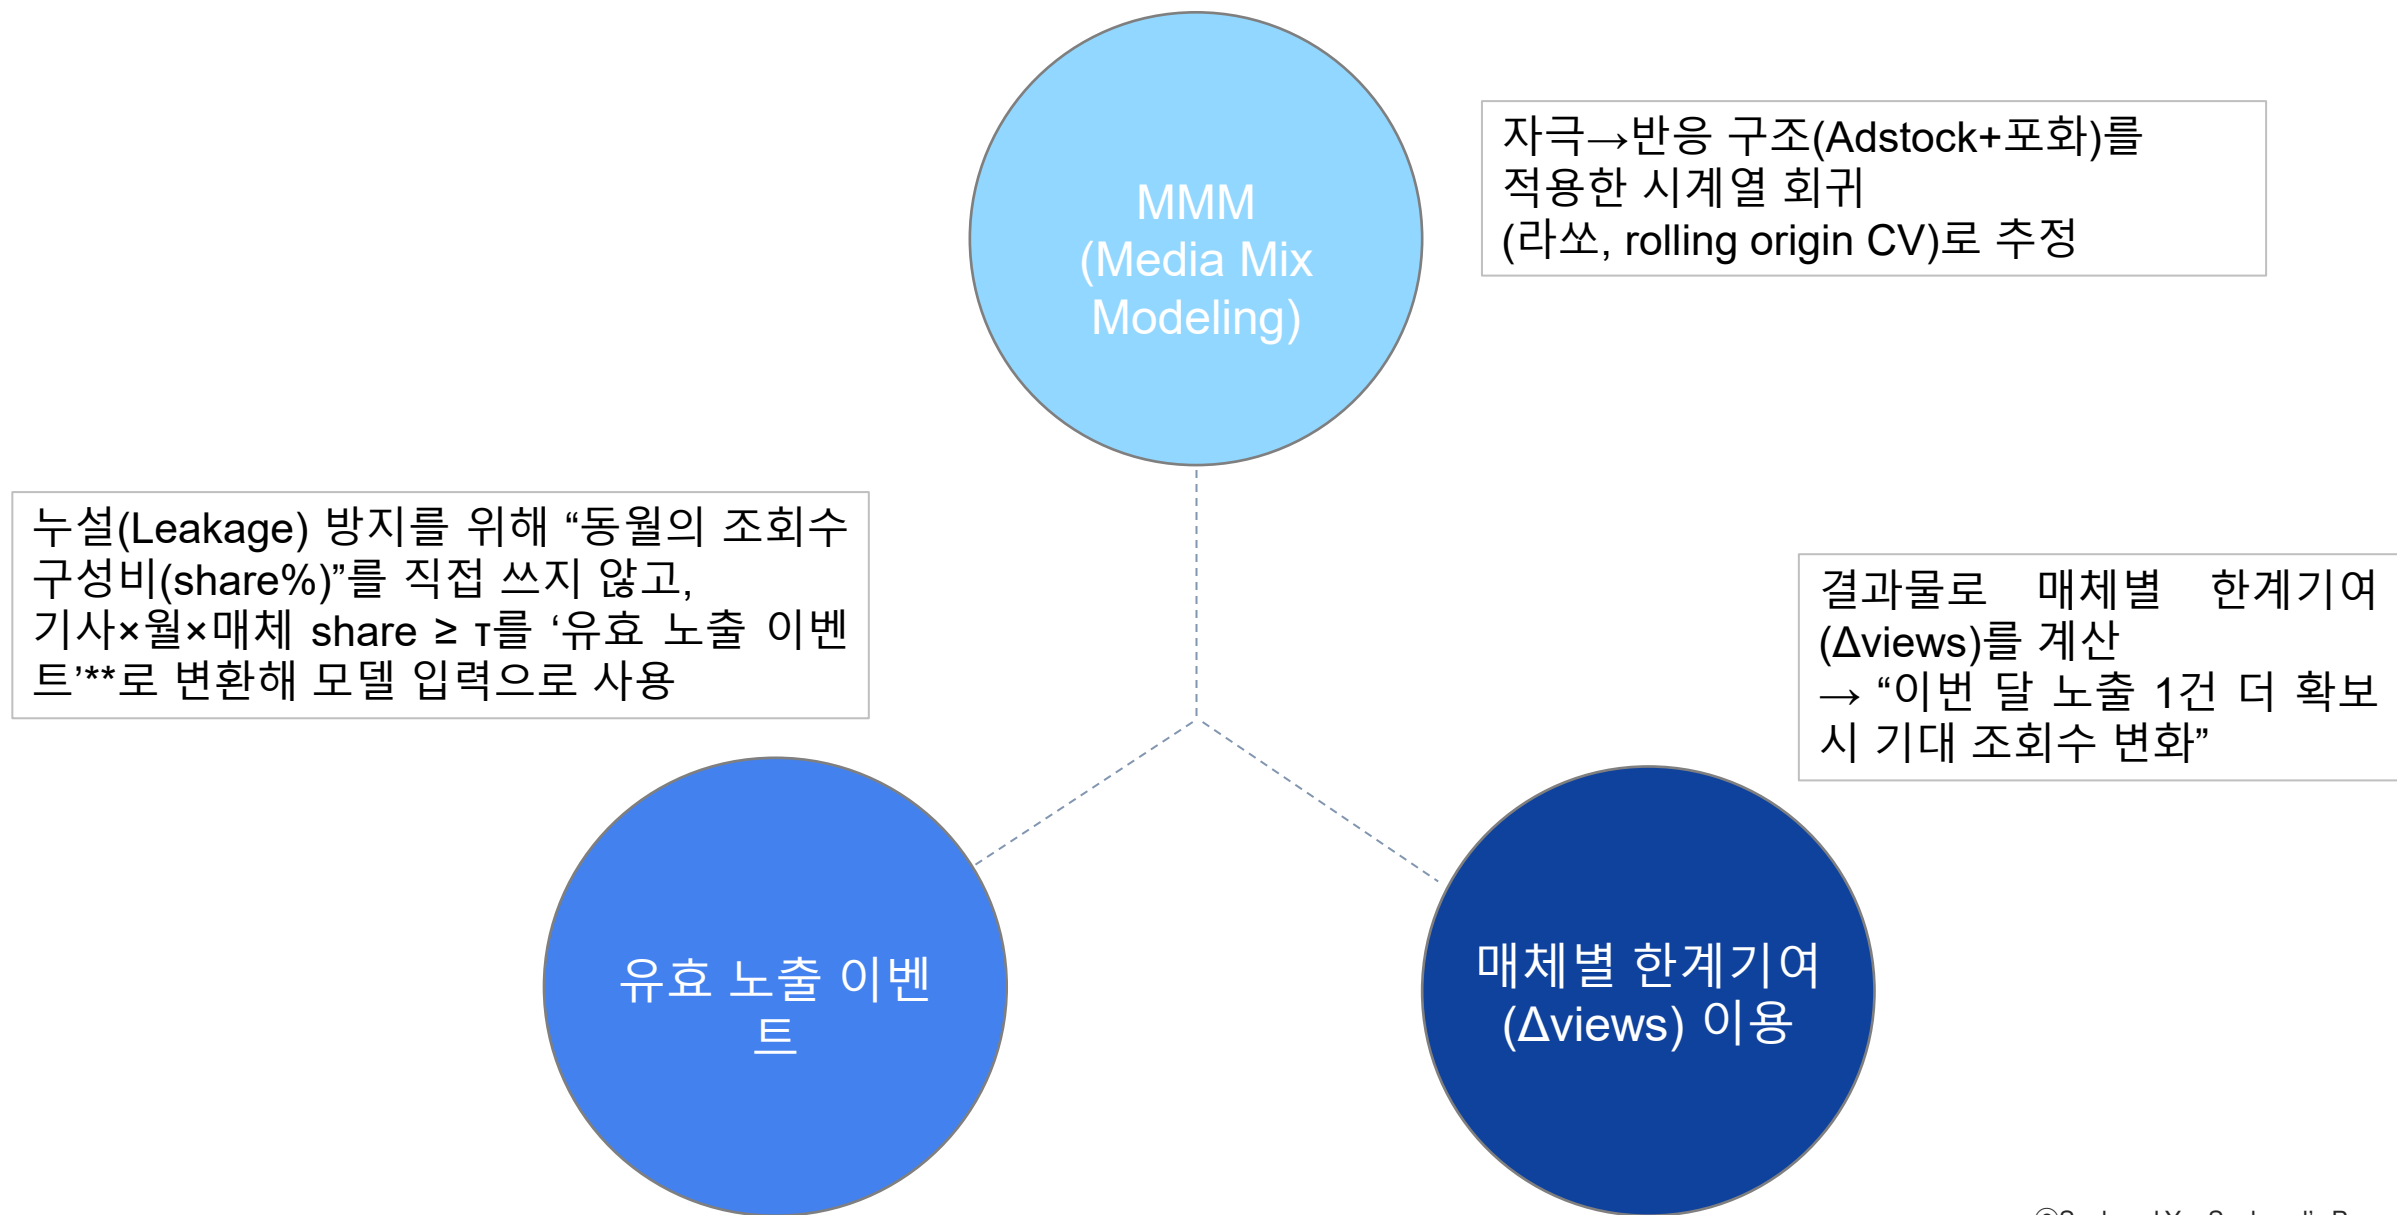 MMM
(Media Mix
Modeling)
자극→반응 구조(Adstock+포화)를
적용한 시계열 회귀
(라쏘, rolling origin CV)로 추정
누설(Leakage) 방지를 위해 “동월의 조회수
구성비(share%)”를 직접 쓰지 않고,
기사×월×매체 share ≥ τ를 ‘유효 노출 이벤
트’**로 변환해 모델 입력으로 사용
결과물로 매체별 한계기여
(Δviews)를 계산
→ “이번 달 노출 1건 더 확보
시 기대 조회수 변화”
유효 노출 이벤
트
매체별 한계기여
(Δviews) 이용